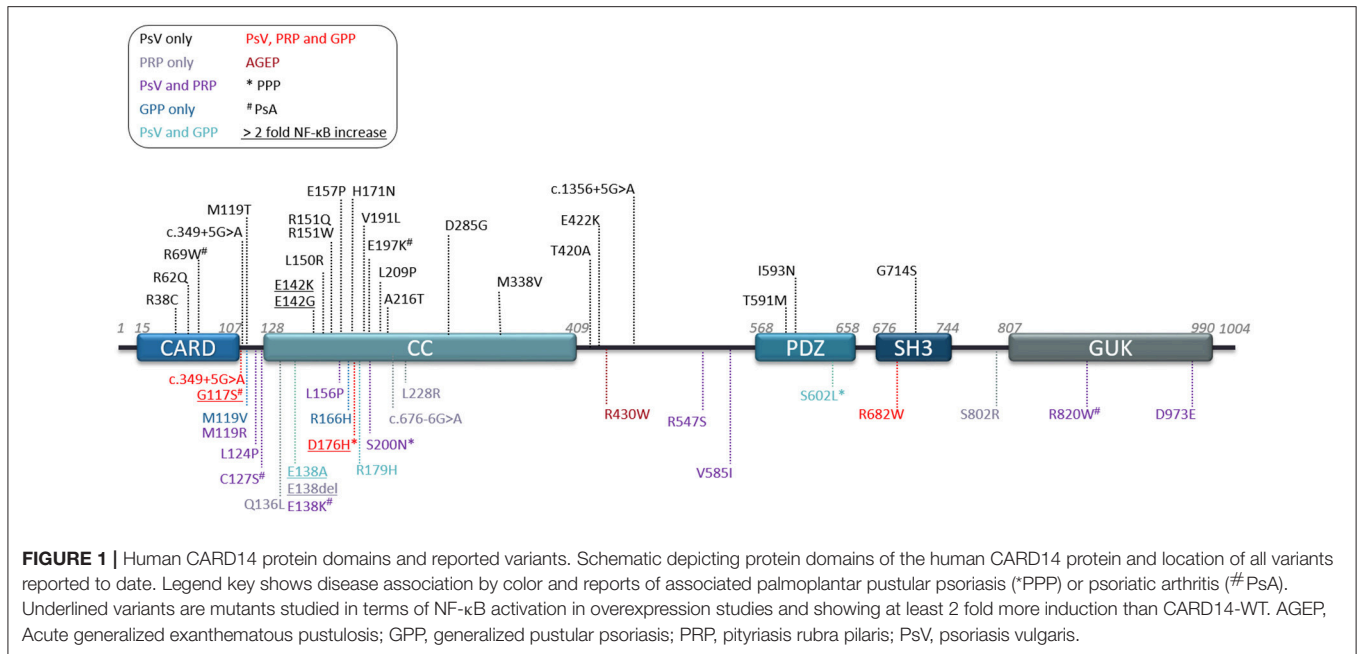 PsV only
PsV, PRP and GPP
PRP only
AGEP
PsV and PRP
* PPP
GPP only
# PsA
PsV and GPP
> 2 fold NF-κB increase
E157P
H171N
c.1356+5G>A
M119T
R151Q
V191L
D285G
E422K
c.349+5G>A
R151W
E197K#
R69W#
L150R
L209P
T420A
I593N
G714S
R62Q
E142K
M338V
R38C
E142G
A216T
T591M
1
15
107
128
409
568
658
676
744
807
990
1004
CARD
CC
PDZ
SH3
GUK
c.349+5G>A
G117S#
L156P
L228R
S602L*
M119V
R166H
c.676-6G>A
R430W
R547S
R682W
S802R
R820W#
D973E
M119R
D176H*
S200N*
L124P
C127S#
E138A
R179H
V585I
E138del
Q136L
E138K#
FIGURE 1 | Human CARD14 protein domains and reported variants. Schematic depicting protein domains of the human CARD14 protein and location of all variants
reported to date. Legend key shows disease association by color and reports of associated palmoplantar pustular psoriasis (*PPP) or psoriatic arthritis (#PsA).
Underlined variants are mutants studied in terms of NF-κB activation in overexpression studies and showing at least 2 fold more induction than CARD14-WT. AGEP,
Acute generalized exanthematous pustulosis; GPP, generalized pustular psoriasis; PRP, pityriasis rubra pilaris; PsV, psoriasis vulgaris.